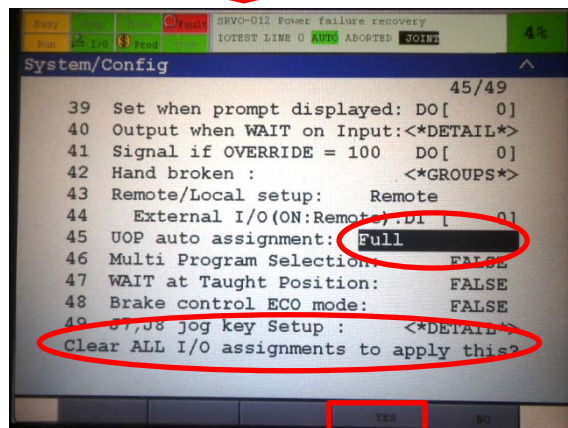 Busy
Fault
SRVO-012 Power failure recovery
Run
I/O
Prod
IOTEST LINE 0 AUTO ABORTED JOINT
4%
System/Config
45/49
39 Set when prompt displayed: DO[ 0]
40 Output when WAIT on Input:<*DETAIL*>
41 Signal if OVERRIDE = 100 DO[ 0]
42 Hand broken : <*GROUPS*>
43 Remote/Local setup: Remote
44 External I/O(ON:Remote):DI [ 0]
45 UOP auto assignment: Full
46 Multi Program Selection: FALSE
47 WAIT at Taught Position: FALSE
48 Brake control ECO mode: FALSE
49 J7,J8 jog key Setup : <*DETAIL*>
Clear ALL I/O assignments to apply this?
YES NO